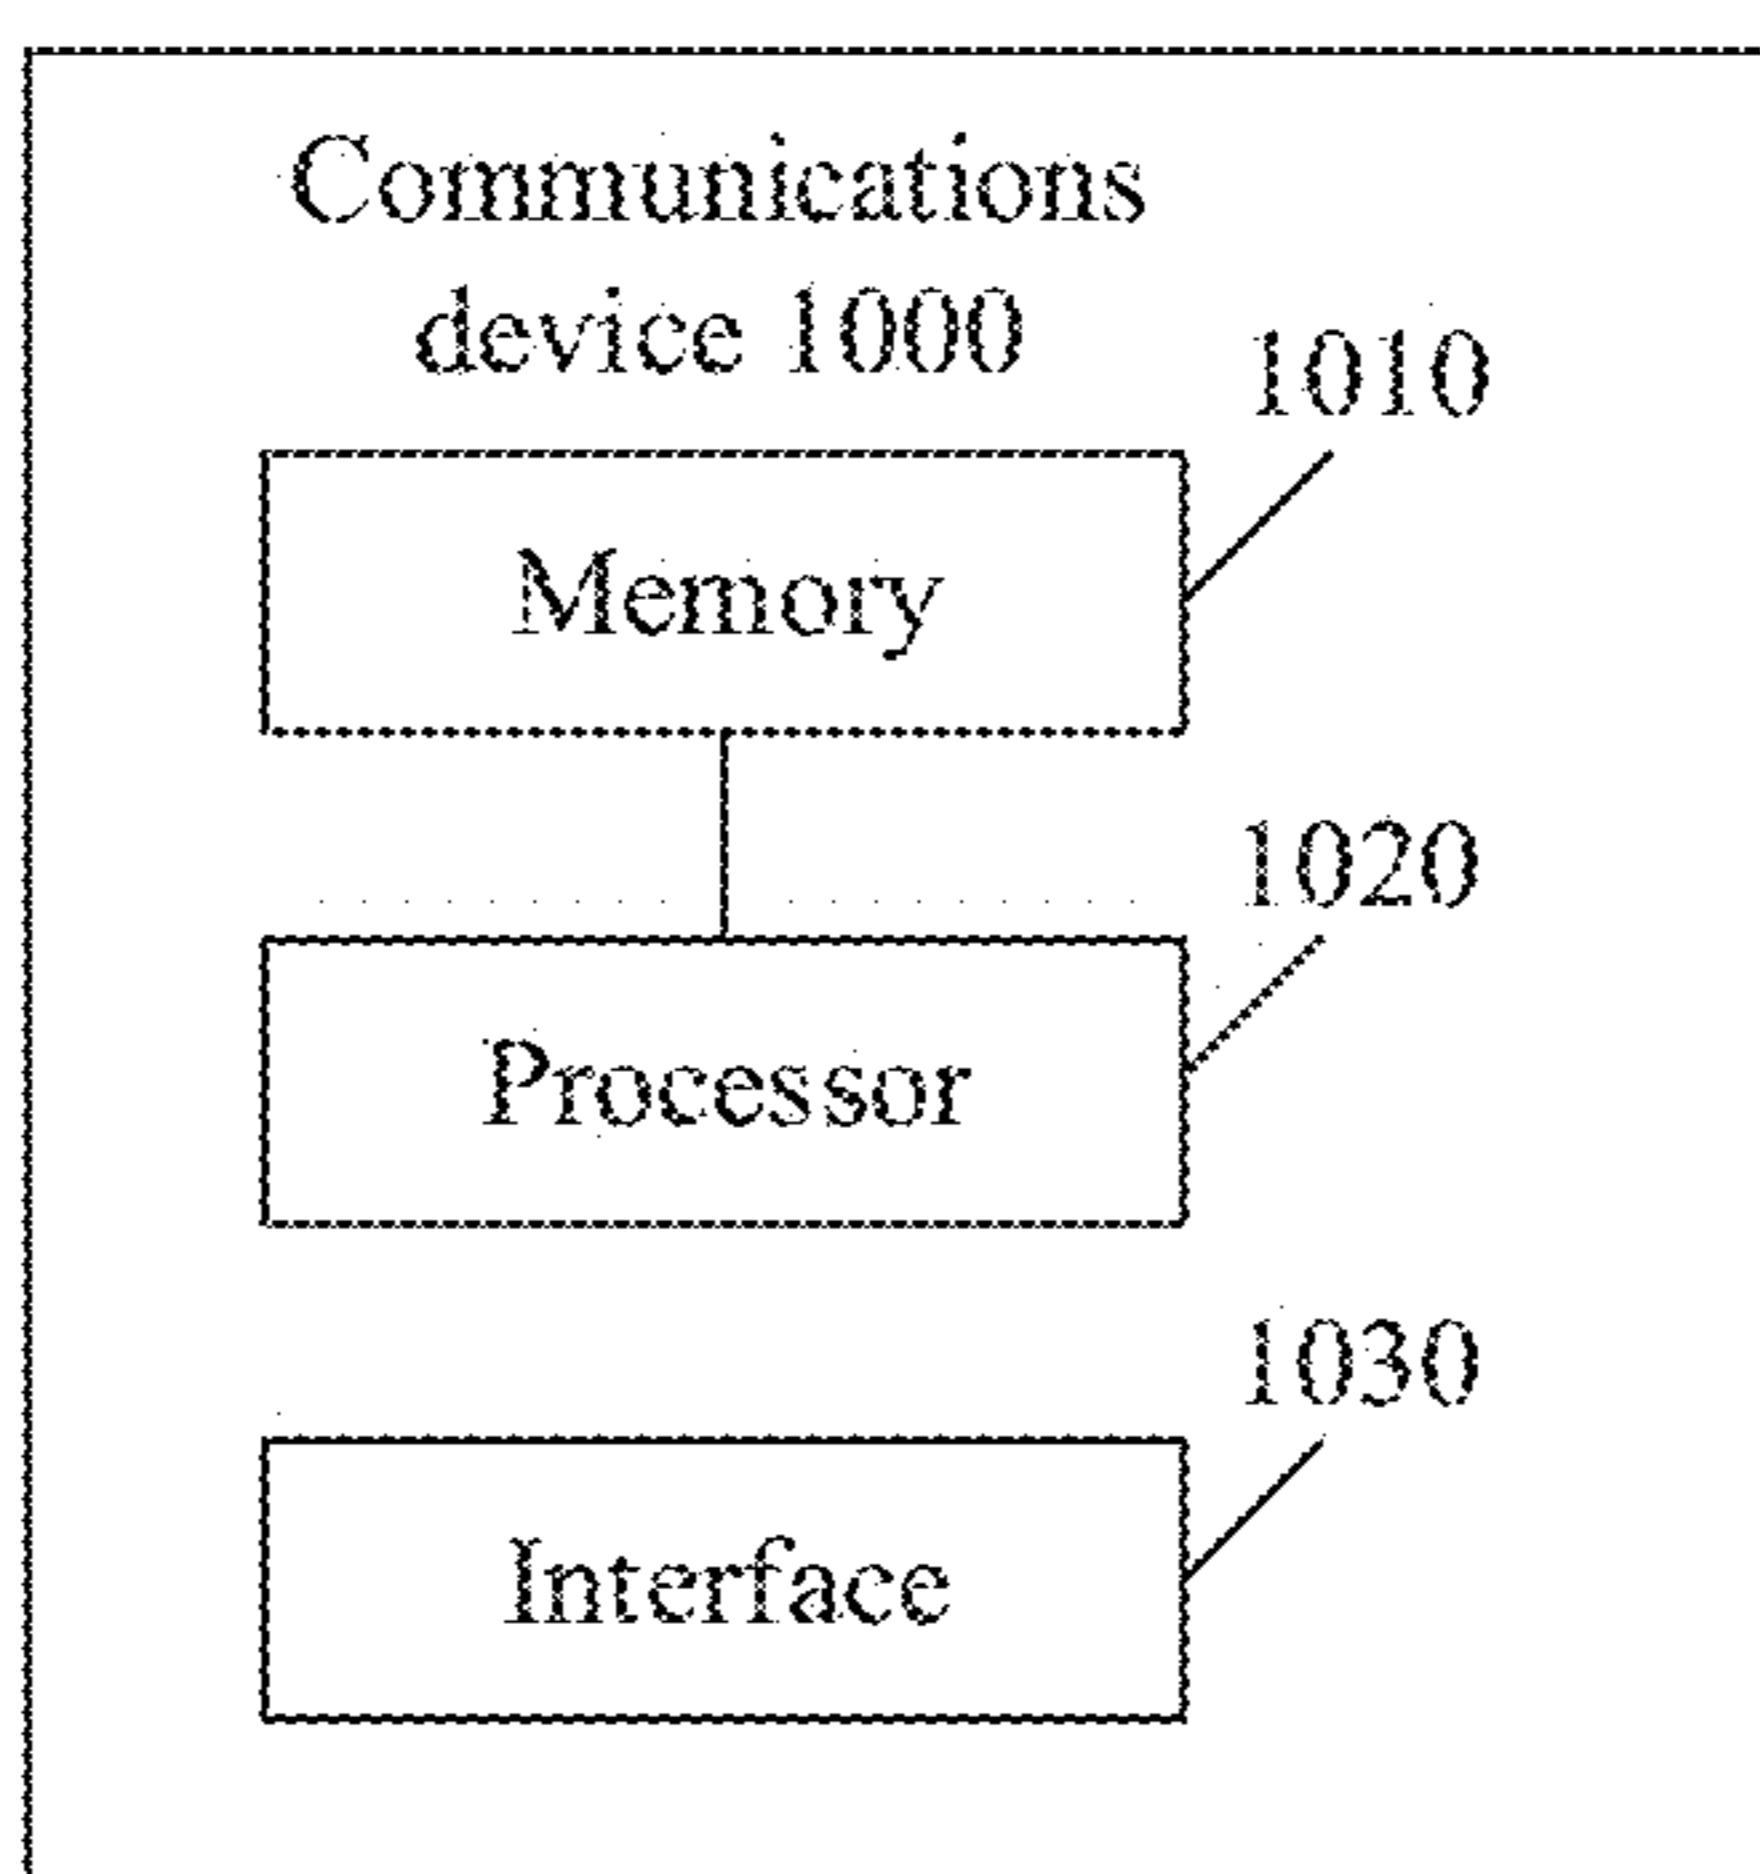 Communications
device 1000
1010
Memory
1020
Processor
1030
Interface